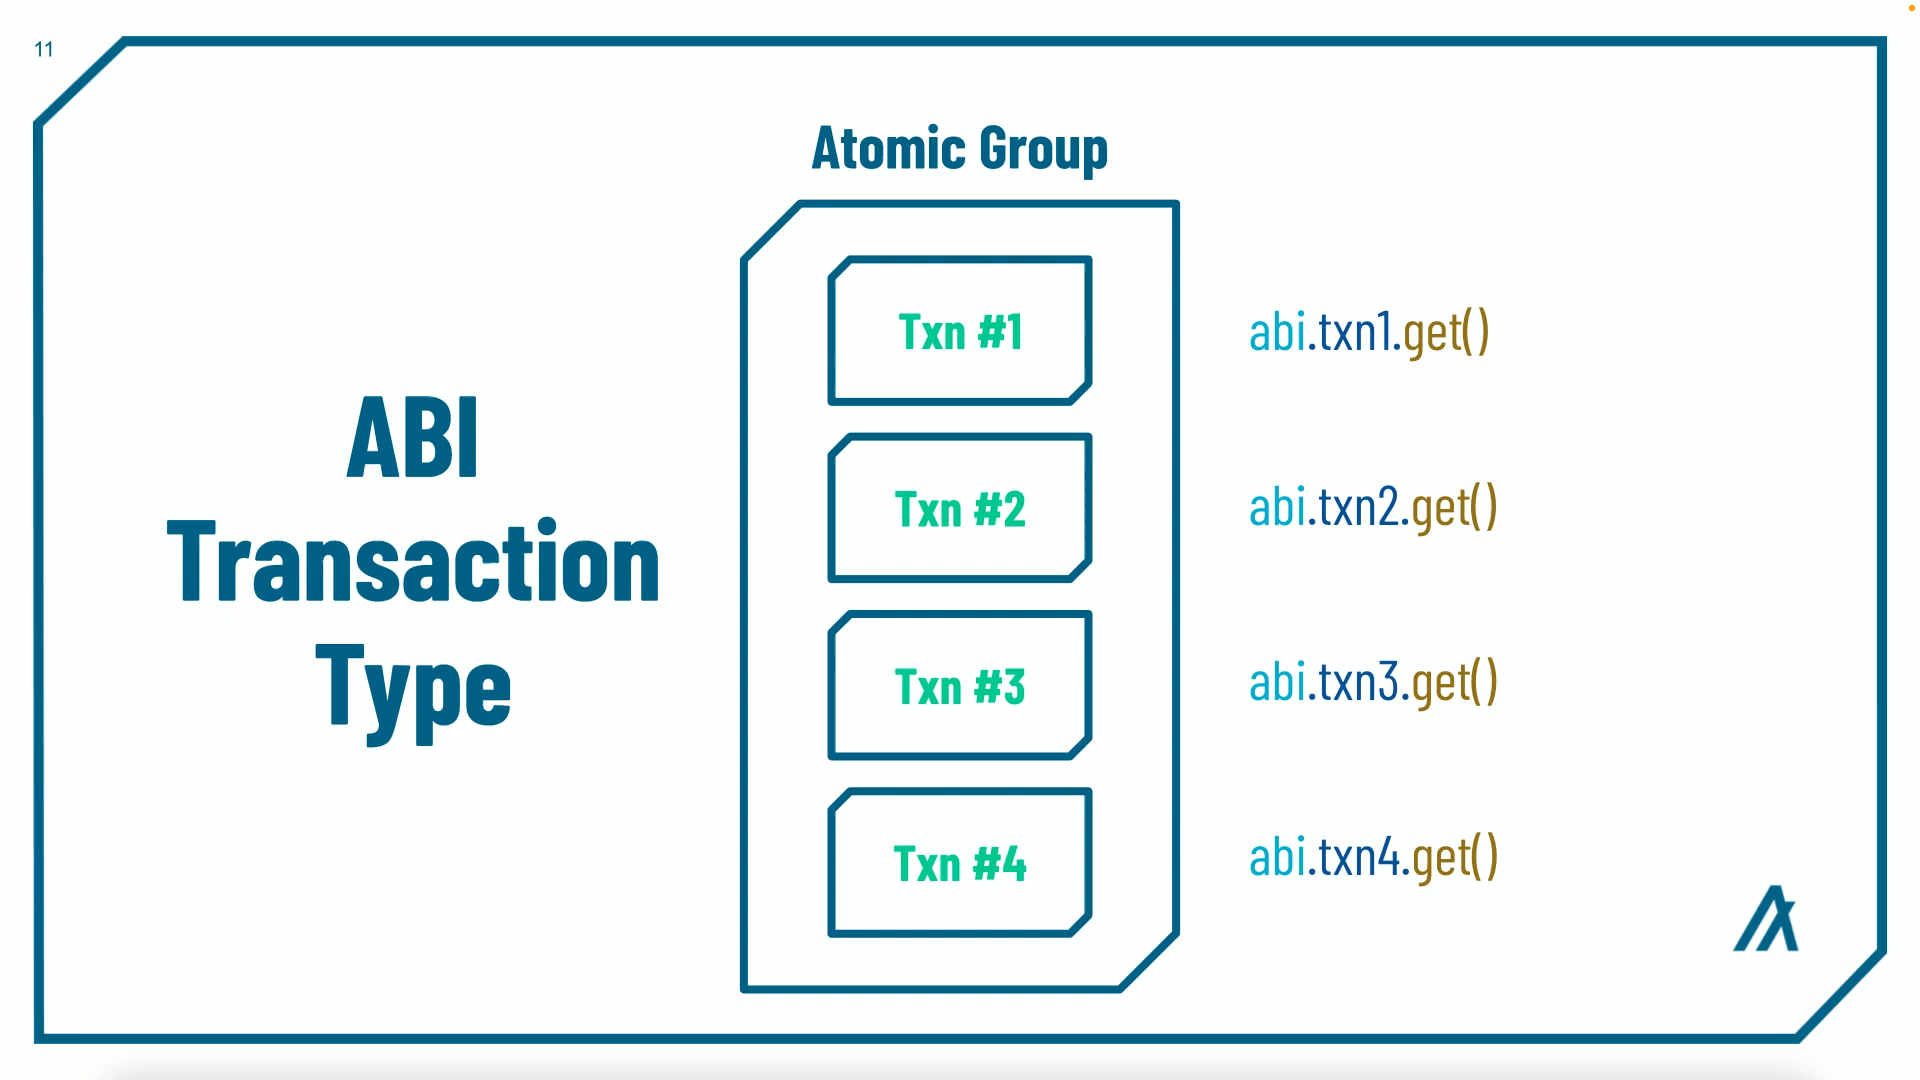 11
ABI
Transaction
Type
Atomic Group
Txn #1
abi.txn1.get()
Txn #2
abi.txn2.get()
Txn #3
abi.txn3.get()
Txn #4
abi.txn4.get()